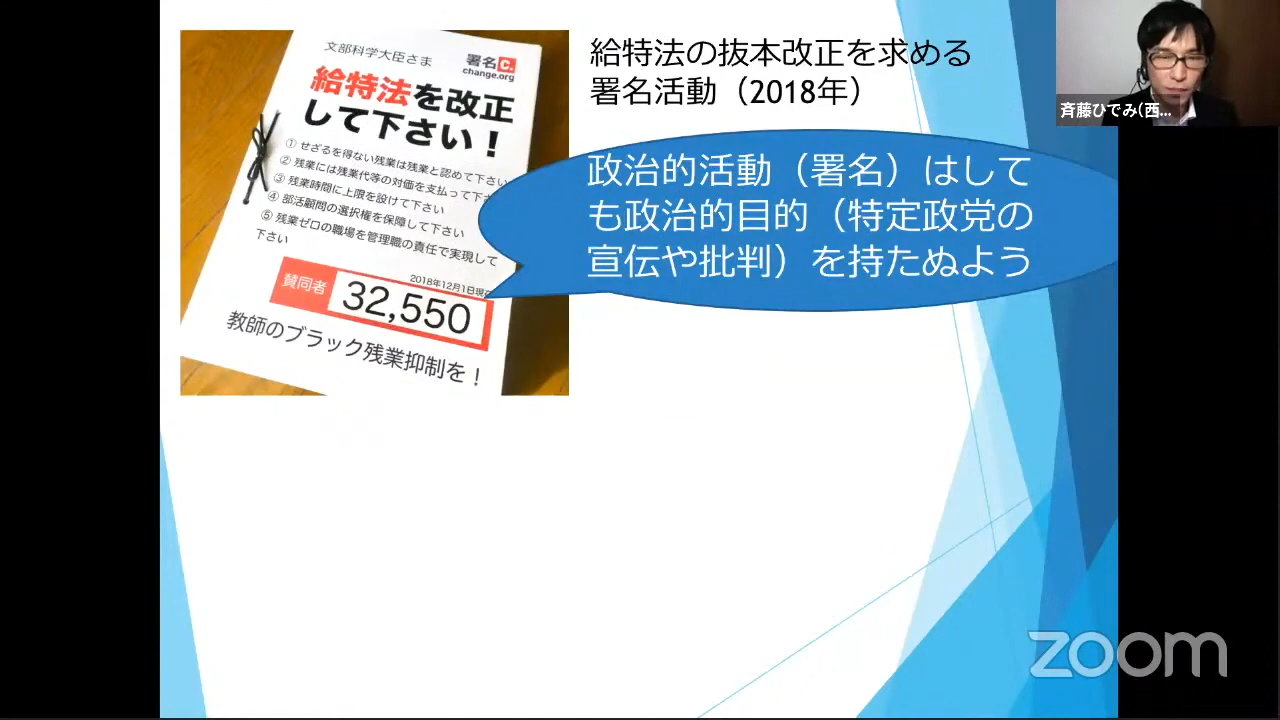 文部科学大臣さま
署名C.
change.org
給特法を改正
して下さい！
① せざるを得ない残業は残業と認めて下さい
② 残業には残業代等の対価を支払って下さ
③ 残業時間に上限を設けて下さい
④ 部活顧問の選択権を保障して下さい
⑤ 残業ゼロの職場を管理職の責任で実現して
下さい
2018年12月1日現
賛同者
32,550
教師のブラック残業抑制を！
給特法の抜本改正を求める
署名活動（2018年）
政治的活動（署名）はして
も政治的目的（特定政党の
宣伝や批判）を持たぬよう
斉藤ひでみ(西...
zoom